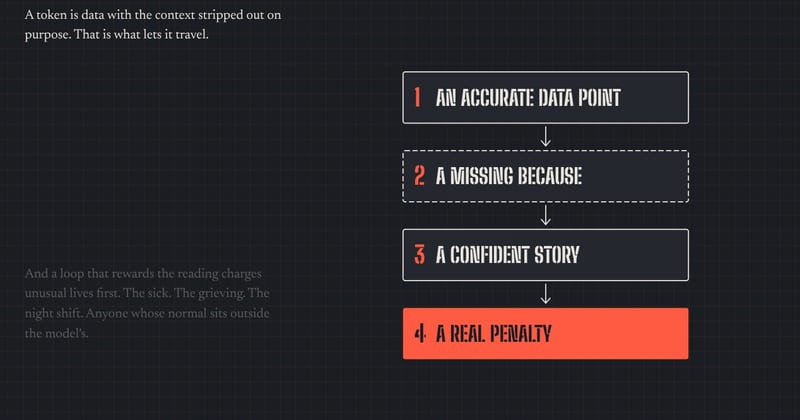 A token is data with the context stripped out on
purpose. That is what lets it travel.
1 AN ACCURATE DATA POINT
2 A MISSING BECAUSE
3 A CONFIDENT STORY
4 A REAL PENALTY
And a loop that rewards the reading charges
unusual lives first. The sick. The grieving. The
night shift. Anyone whose normal sits outside
the model's.